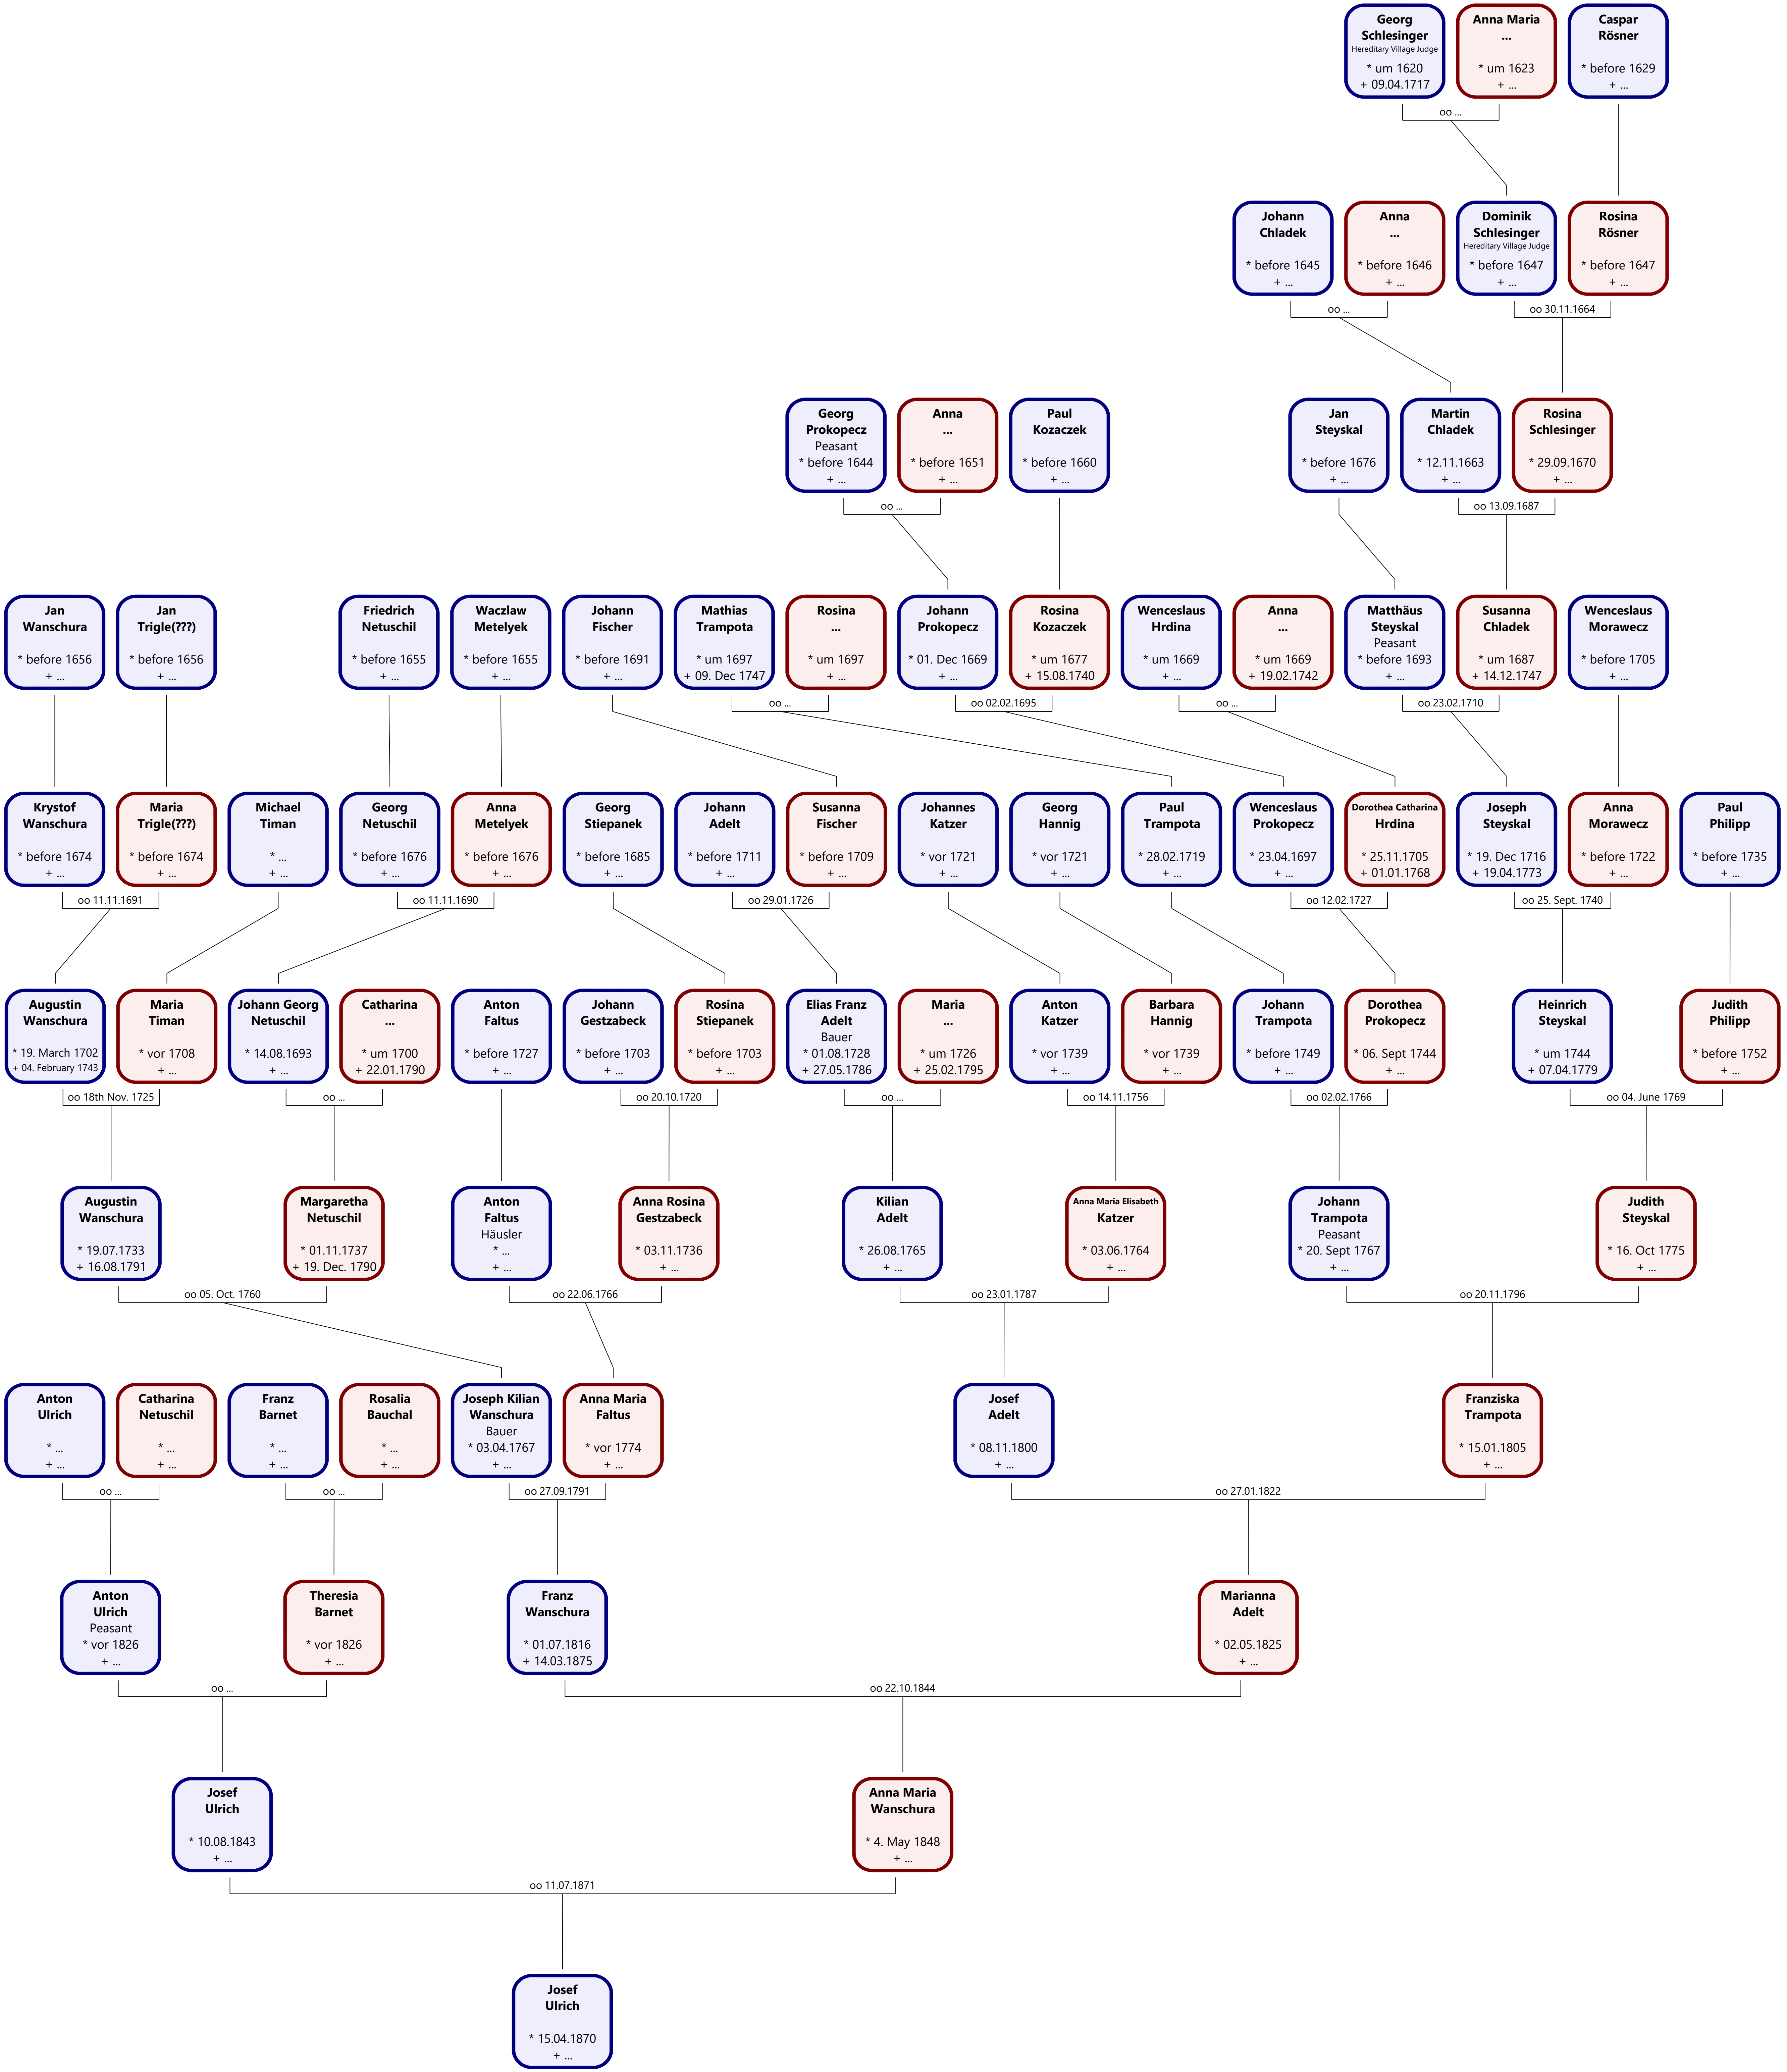 Georg
Schlesinger
Hereditary Village Judge
* um 1620
+ 09.04.1717
Anna Maria
...
* um 1623
+ ...
Caspar
Rösner
* before 1629
+ ...
oo ...
Johann
Chladek
* before 1645
+ ...
Anna
...
* before 1646
+ ...
Dominik
Schlesinger
Hereditary Village Judge
* before 1647
+ ...
Rosina
Rösner
* before 1647
+ ...
oo ...
oo 30.11.1664
Georg
Prokopecz
Peasant
* before 1644
+ ...
Anna
...
* before 1651
+ ...
Paul
Kozaczek
* before 1660
+ ...
Jan
Steyskal
* before 1676
+ ...
Martin
Chladek
* 12.11.1663
+ ...
Rosina
Schlesinger
* 29.09.1670
+ ...
oo ...
oo 13.09.1687
Jan
Wanschura
* before 1656
+ ...
Jan
Trigle(???)
* before 1656
+ ...
Friedrich
Netuschil
* before 1655
+ ...
Waczlaw
Metelyek
* before 1655
+ ...
Johann
Fischer
* before 1691
+ ...
Mathias
Trampota
* um 1697
+ 09. Dec 1747
Rosina
...
* um 1697
+ ...
Johann
Prokopecz
* 01. Dec 1669
+ ...
Rosina
Kozaczek
* um 1677
+ 15.08.1740
Wenceslaus
Hrdina
* um 1669
+ ...
Anna
...
* um 1669
+ 19.02.1742
Matthäus
Steyskal
Peasant
* before 1693
+ ...
Susanna
Chladek
* um 1687
+ 14.12.1747
Wenceslaus
Morawecz
* before 1705
+ ...
oo ...
oo 02.02.1695
oo ...
oo 23.02.1710
Krystof
Wanschura
* before 1674
+ ...
Maria
Trigle(???)
* before 1674
+ ...
Michael
Timan
* ...
+ ...
Georg
Netuschil
* before 1676
+ ...
Anna
Metelyek
* before 1676
+ ...
Georg
Stiepanek
* before 1685
+ ...
Johann
Adelt
* before 1711
+ ...
Susanna
Fischer
* before 1709
+ ...
Johannes
Katzer
* vor 1721
+ ...
Georg
Hannig
* vor 1721
+ ...
Paul
Trampota
* 28.02.1719
+ ...
Wenceslaus
Prokopecz
* 23.04.1697
+ ...
Dorothea Catharina
Hrdina
* 25.11.1705
+ 01.01.1768
Joseph
Steyskal
* 19. Dec 1716
+ 19.04.1773
Anna
Morawecz
* before 1722
+ ...
Paul
Philipp
* before 1735
+ ...
oo 11.11.1691
oo 11.11.1690
oo 29.01.1726
oo 12.02.1727
oo 25. Sept. 1740
Augustin
Wanschura
* 19. March 1702
+ 04. February 1743
Maria
Timan
* vor 1708
+ ...
Johann Georg
Netuschil
* 14.08.1693
+ ...
Catharina
...
* um 1700
+ 22.01.1790
Anton
Faltus
* before 1727
+ ...
Johann
Gestzabeck
* before 1703
+ ...
Rosina
Stiepanek
* before 1703
+ ...
Elias Franz
Adelt
Bauer
* 01.08.1728
+ 27.05.1786
Maria
...
* um 1726
+ 25.02.1795
Anton
Katzer
* vor 1739
+ ...
Barbara
Hannig
* vor 1739
+ ...
Johann
Trampota
* before 1749
+ ...
Dorothea
Prokopecz
* 06. Sept 1744
+ ...
Heinrich
Steyskal
* um 1744
+ 07.04.1779
Judith
Philipp
* before 1752
+ ...
oo 18th Nov. 1725
oo ...
oo 20.10.1720
oo ...
oo 14.11.1756
oo 02.02.1766
oo 04. June 1769
Augustin
Wanschura
* 19.07.1733
+ 16.08.1791
Margaretha
Netuschil
* 01.11.1737
+ 19. Dec. 1790
Anton
Faltus
Häusler
* ...
+ ...
Anna Rosina
Gestzabeck
* 03.11.1736
+ ...
Kilian
Adelt
* 26.08.1765
+ ...
Anna Maria Elisabeth
Katzer
* 03.06.1764
+ ...
Johann
Trampota
Peasant
* 20. Sept 1767
+ ...
Judith
Steyskal
* 16. Oct 1775
+ ...
oo 05. Oct. 1760
oo 22.06.1766
oo 23.01.1787
oo 20.11.1796
Anton
Ulrich
* ...
+ ...
Catharina
Netuschil
* ...
+ ...
Franz
Barnet
* ...
+ ...
Rosalia
Bauchal
* ...
+ ...
Joseph Kilian
Wanschura
Bauer
* 03.04.1767
+ ...
Anna Maria
Faltus
* vor 1774
+ ...
Josef
Adelt
* 08.11.1800
+ ...
Franziska
Trampota
* 15.01.1805
+ ...
oo ...
oo ...
oo 27.09.1791
oo 27.01.1822
Anton
Ulrich
Peasant
* vor 1826
+ ...
Theresia
Barnet
* vor 1826
+ ...
Franz
Wanschura
* 01.07.1816
+ 14.03.1875
Marianna
Adelt
* 02.05.1825
+ ...
oo ...
oo 22.10.1844
Josef
Ulrich
* 10.08.1843
+ ...
Anna Maria
Wanschura
* 4. May 1848
+ ...
oo 11.07.1871
Josef
Ulrich
* 15.04.1870
+ ...